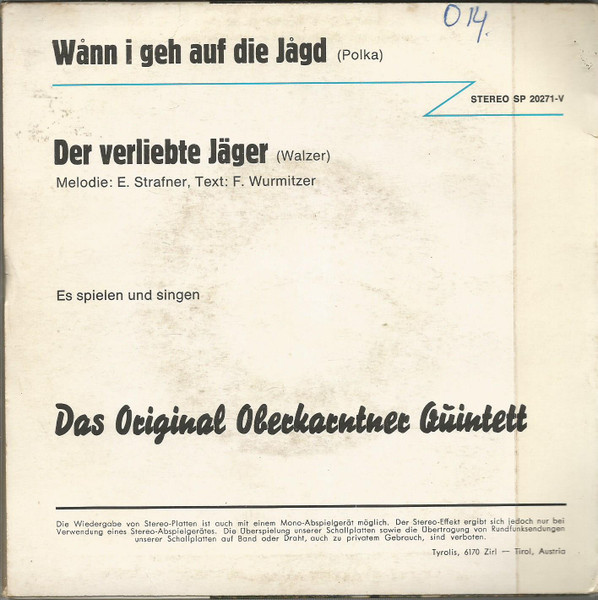 014.
Wånn i geh auf die Jågd (Polka)
STEREO SP 20271-V
Der verliebte Jäger (Walzer)
Melodie: E. Strafner, Text: F. Wurmitzer
Es spielen und singen
Das Original Oberkarntner Quintett
Die Wiedergabe von Stereo-Platten ist auch mit einem Mono-Abspielgerät möglich. Der Stereo-Effekt ergibt sich jedoch nur bei
Verwendung eines Stereo-Abspielgerätes. Die Überspielung unserer Schallplatten sowie die Übertragung von Rundfunksendungen
unserer Schallplatten auf Band oder Draht, auch zu privatem Gebrauch, sind verboten.
Tyrolis, 6170 Zirl — Tirol, Austria